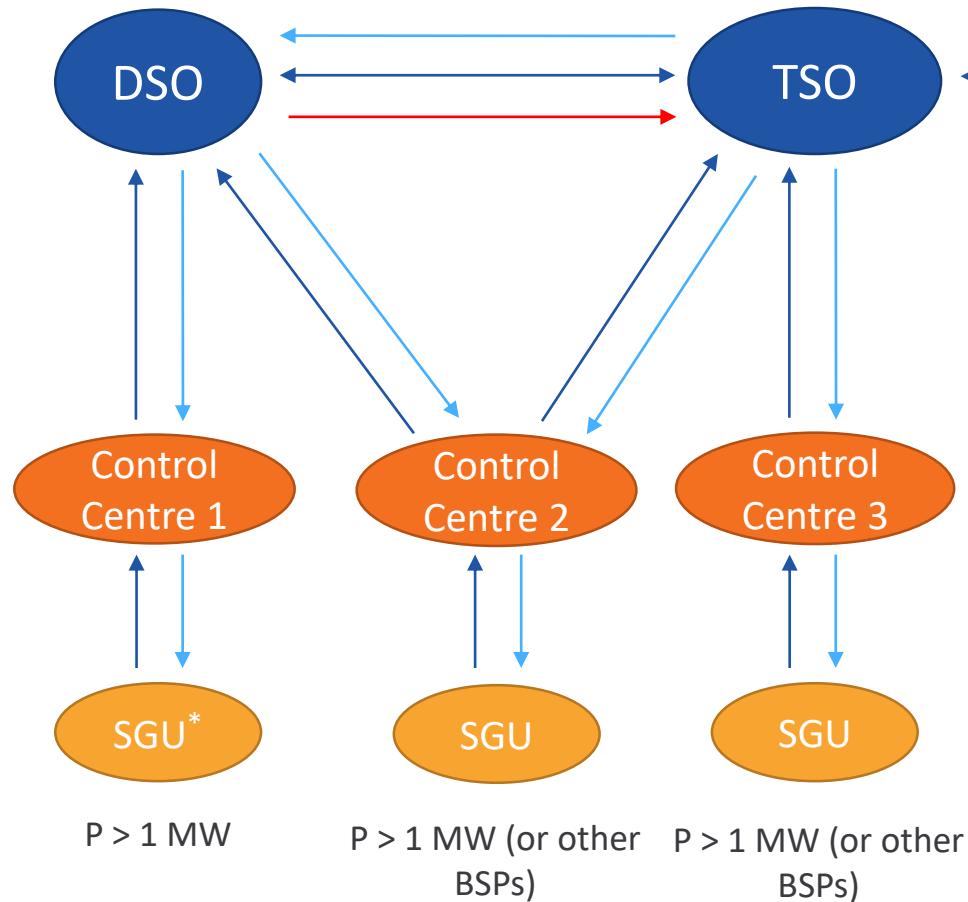 DSO
TSO
Control
Centre 1
Control
Centre 2
Control
Centre 3
SGU*
SGU
SGU
P > 1 MW
P > 1 MW (or other
BSPs)
P > 1 MW (or other
BSPs)